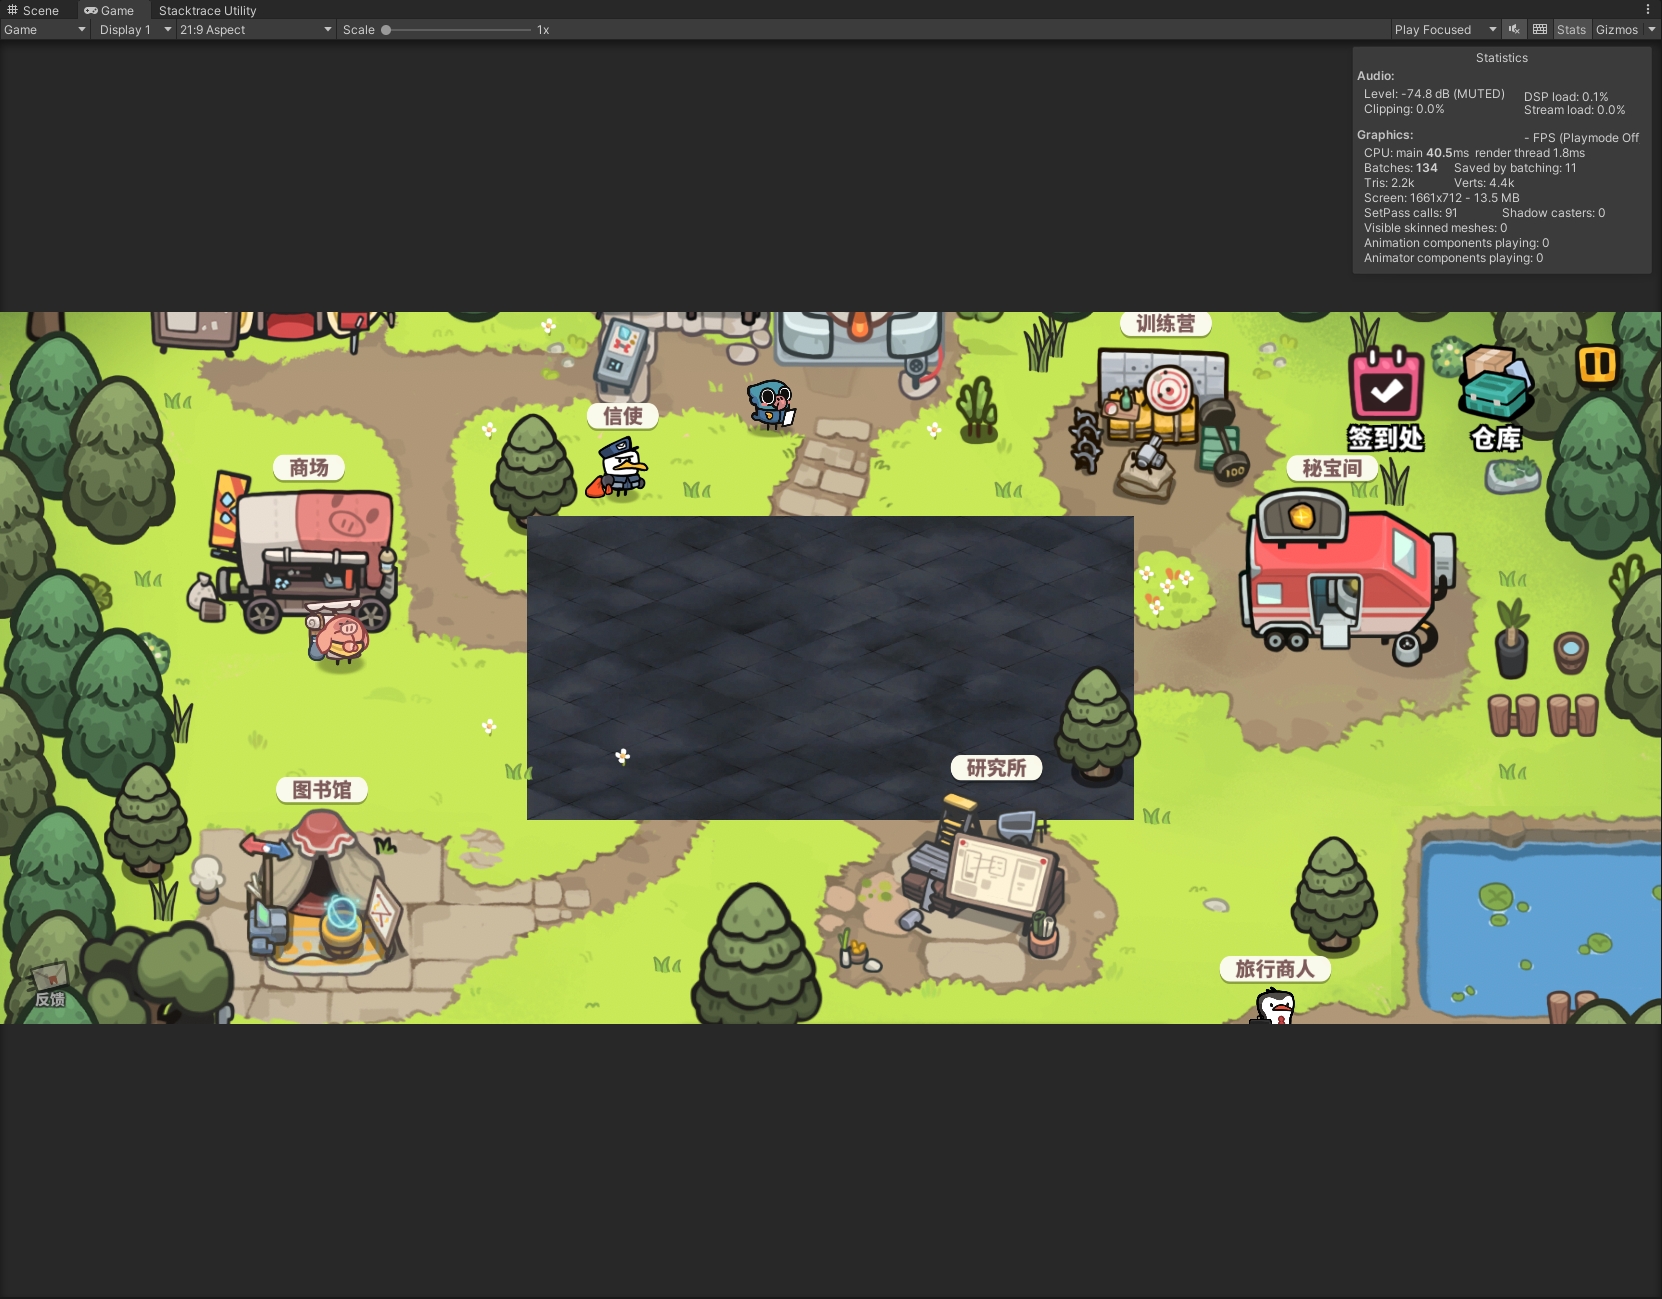 Scene
Game
Stacktrace Utility
Game
Display 1
21:9 Aspect
Scale
1x
Play Focused
Stats
Gizmos
Statistics
Audio:
Level: -74.8 dB (MUTED)
DSP load: 0.1%
Clipping: 0.0%
Stream load: 0.0%
Graphics:
- FPS (Playmode Off
CPU: main 40.5ms render thread 1.8ms
Batches: 134 Saved by batching: 11
Tris: 2.2k Verts: 4.4k
Screen: 1661x712 - 13.5 MB
SetPass calls: 91 Shadow casters: 0
Visible skinned meshes: 0
Animation components playing: 0
Animator components playing: 0
训练营
信使
签到处
仓库
商场
秘宝间
100
研究所
图书馆
旅行商人
反馈